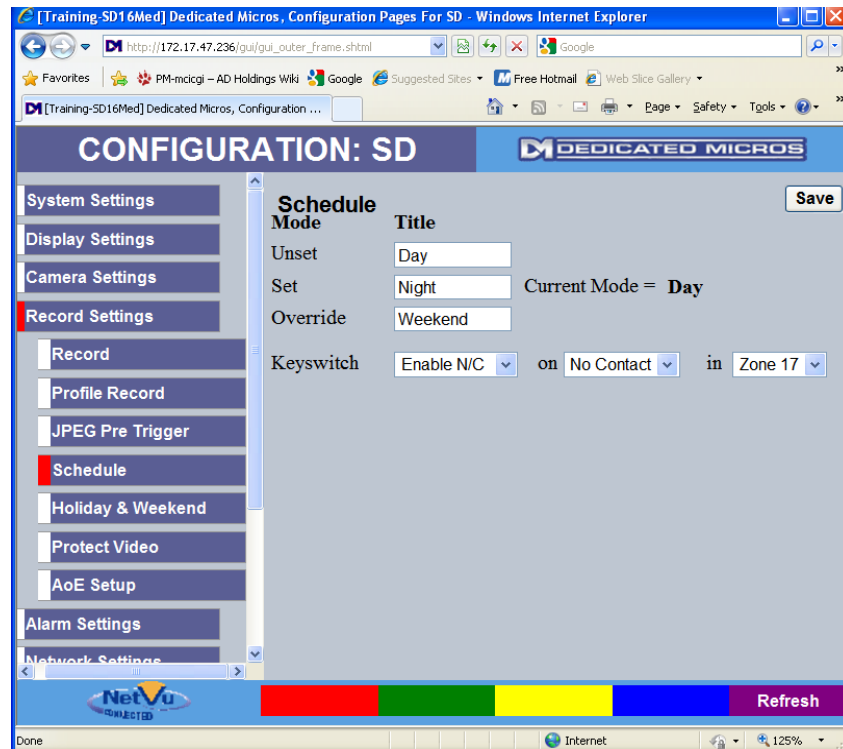 [Training-SD16Med] Dedicated Micros, Configuration Pages For SD - Windows Internet Explorer
http://172.17.47.236/gui/gui_outer_frame.shtml
Google
Favorites
PM-mcicgi – AD Holdings Wiki
Google
Suggested Sites
Free Hotmail
Web Slice Gallery
[Training-SD16Med] Dedicated Micros, Configuration ...
Page
Safety
Tools
CONFIGURATION: SD
DEDICATED MICROS
System Settings
Display Settings
Camera Settings
Record Settings
Record
Profile Record
JPEG Pre Trigger
Schedule
Holiday & Weekend
Protect Video
AoE Setup
Alarm Settings
Network Settings
Schedule
Save
Mode Title
Unset Day
Set Night Current Mode = Day
Override Weekend
Keyswitch Enable N/C on No Contact in Zone 17
NetVu
CONNECTED
Refresh
Done
Internet
125%